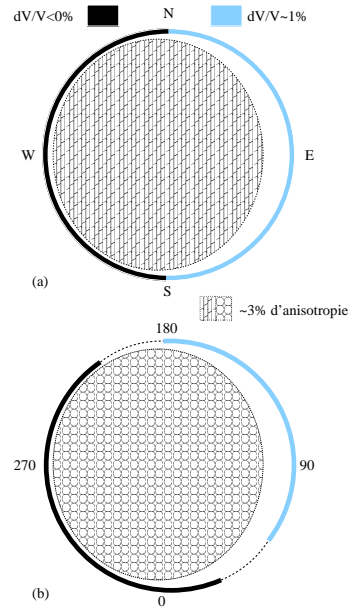 dV/V<0% dV/V~1%
N
W E
S
(a)
~3% d'anisotropie
180
270 90
0
(b)